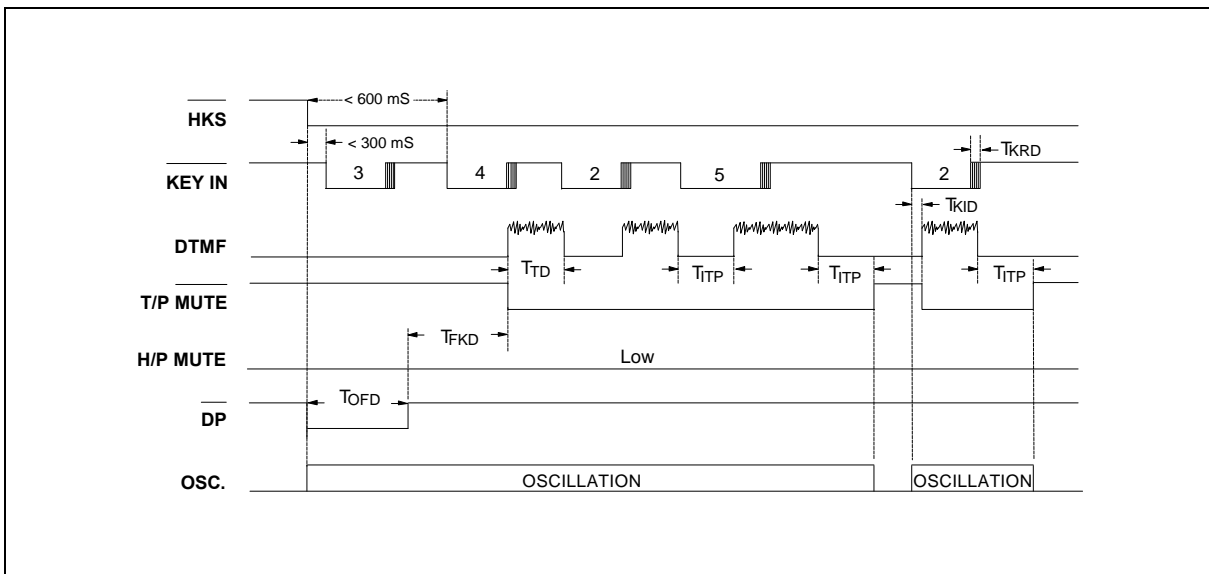 < 600 mS
HKS
< 300 mS
TKRD
KEY IN
3
4
2
5
2
TKID
DTMF
TTD
TITP
TITP
TITP
T/P MUTE
TFKD
H/P MUTE
Low
TOFD
DP
OSC.
OSCILLATION
OSCILLATION